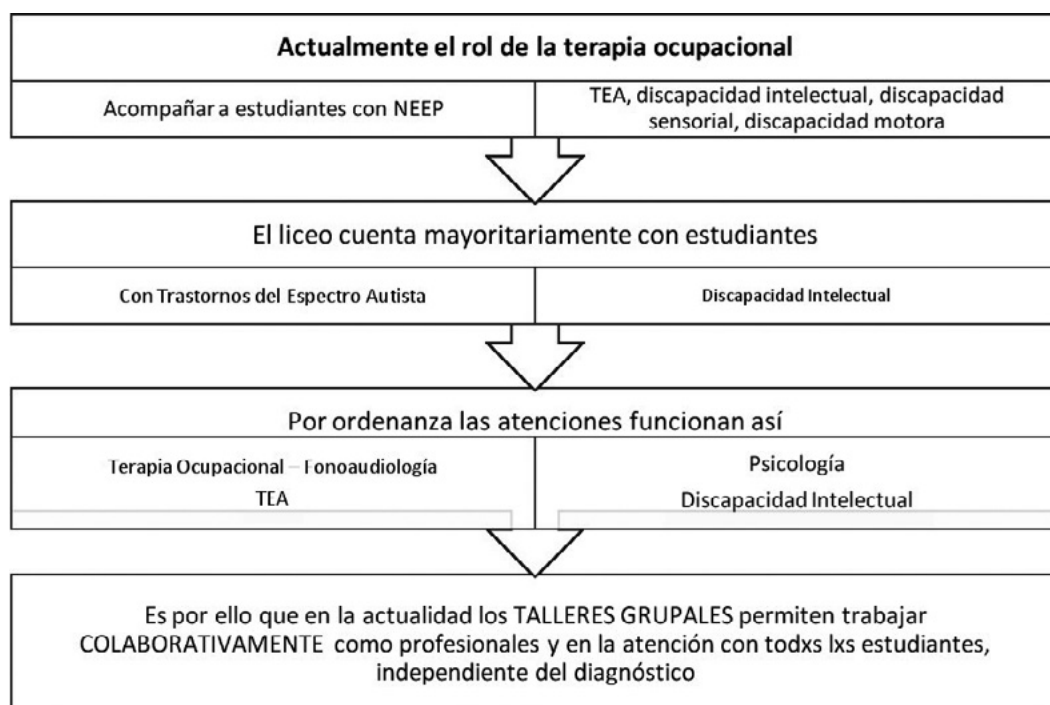 Actualmente el rol de la terapia ocupacional
Acompañar a estudiantes con NEEP
TEA, discapacidad intelectual, discapacidad
sensorial, discapacidad motora
El liceo cuenta mayoritariamente con estudiantes
Con Trastornos del Espectro Autista
Discapacidad Intelectual
Por ordenanza las atenciones funcionan así
Terapia Ocupacional – Fonoaudiología
TEA
Psicología
Discapacidad Intelectual
Es por ello que en la actualidad los TALLERES GRUPALES permiten trabajar
COLABORATIVAMENTE como profesionales y en la atención con todxs lxs estudiantes,
independiente del diagnóstico